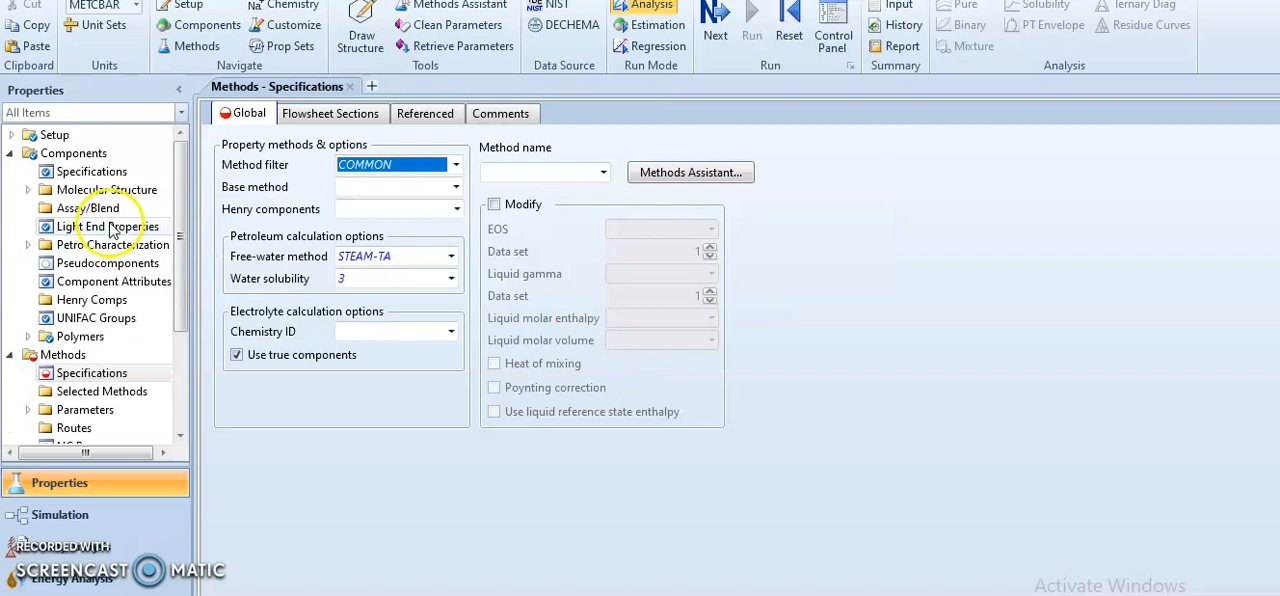 Cut METCBAR Setup Chemistry Methods Assistant NIST Analysis Input Pure Solubility Ternary Diag
Copy Unit Sets Components Customize Draw Structure Clean Parameters DECHEMA Estimation Next Run Reset Control Panel History Binary PT Envelope Residue Curves
Paste Methods Prop Sets Retrieve Parameters Regression Report Mixture
Clipboard Units Navigate Tools Data Source Run Mode Run Summary Analysis
Properties
All Items
Setup
Components
Specifications
Molecular Structure
Assay/Blend
Light End Properties
Petro Characterization
Pseudocomponents
Component Attributes
Henry Comps
UNIFAC Groups
Polymers
Methods
Specifications
Selected Methods
Parameters
Routes
Properties
Simulation
Energy Analysis
RECORDED WITH
SCREENCAST MATIC
Methods - Specifications
Global Flowsheet Sections Referenced Comments
Property methods & options
Method filter COMMON
Base method
Henry components
Petroleum calculation options
Free-water method STEAM-TA
Water solubility 3
Electrolyte calculation options
Chemistry ID
Use true components
Method name
Methods Assistant...
Modify
EOS
Data set 1
Liquid gamma
Data set 1
Liquid molar enthalpy
Liquid molar volume
Heat of mixing
Poynting correction
Use liquid reference state enthalpy
Activate Windows